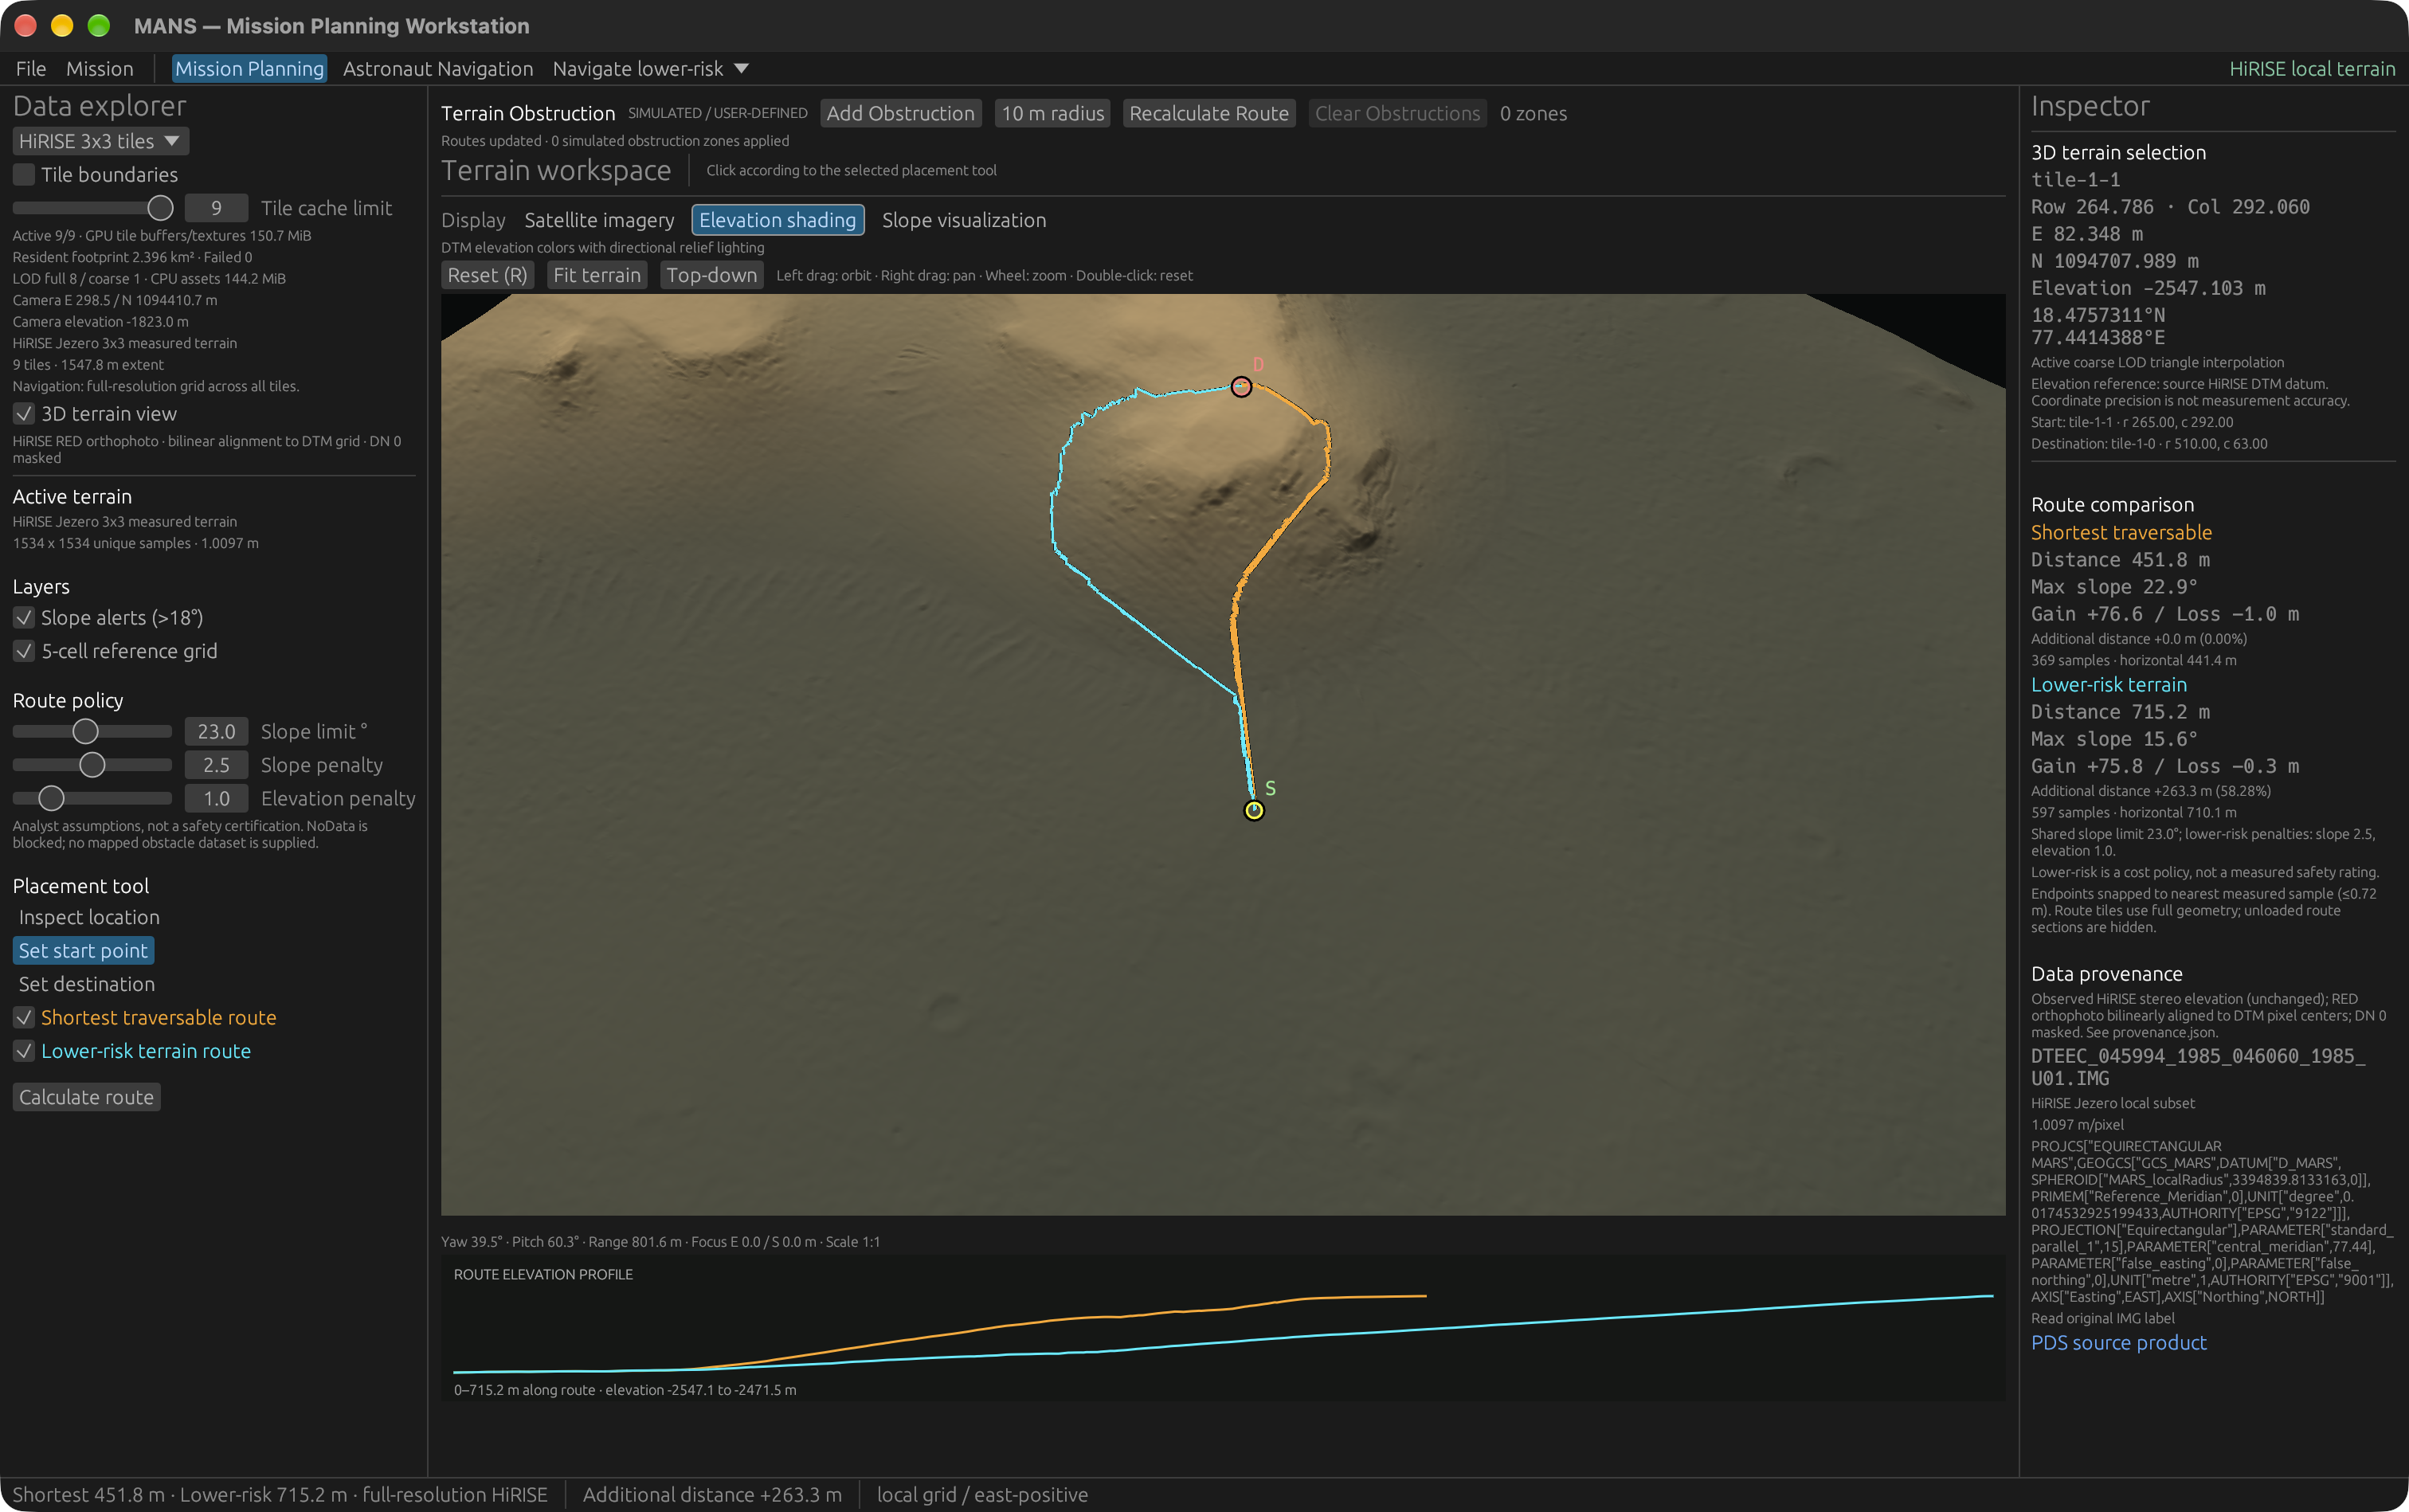 MANS — Mission Planning Workstation
File Mission Mission Planning Astronaut Navigation Navigate lower-risk HiRISE local terrain
Data explorer
HiRISE 3x3 tiles
Tile boundaries
9 Tile cache limit
Active 9/9 · GPU tile buffers/textures 150.7 MiB
Resident footprint 2.396 km² · Failed 0
LOD full 8 / coarse 1 · CPU assets 144.2 MiB
Camera E 298.5 / N 1094410.7 m
Camera elevation -1823.0 m
HiRISE Jezero 3x3 measured terrain
9 tiles · 1547.8 m extent
Navigation: full-resolution grid across all tiles.
3D terrain view
HiRISE RED orthophoto · bilinear alignment to DTM grid · DN 0
masked
Active terrain
HiRISE Jezero 3x3 measured terrain
1534 x 1534 unique samples · 1.0097 m
Layers
Slope alerts (>18°)
5-cell reference grid
Route policy
23.0 Slope limit °
2.5 Slope penalty
1.0 Elevation penalty
Analyst assumptions, not a safety certification. NoData is
blocked; no mapped obstacle dataset is supplied.
Placement tool
Inspect location
Set start point
Set destination
Shortest traversable route
Lower-risk terrain route
Calculate route
Terrain Obstruction SIMULATED / USER-DEFINED Add Obstruction 10 m radius Recalculate Route Clear Obstructions 0 zones
Routes updated · 0 simulated obstruction zones applied
Terrain workspace Click according to the selected placement tool
Display Satellite imagery Elevation shading Slope visualization
DTM elevation colors with directional relief lighting
Reset (R) Fit terrain Top-down Left drag: orbit · Right drag: pan · Wheel: zoom · Double-click: reset
D
S
Yaw 39.5° · Pitch 60.3° · Range 801.6 m · Focus E 0.0 / S 0.0 m · Scale 1:1
ROUTE ELEVATION PROFILE
0–715.2 m along route · elevation -2547.1 to -2471.5 m
Inspector
3D terrain selection
tile-1-1
Row 264.786 · Col 292.060
E 82.348 m
N 1094707.989 m
Elevation -2547.103 m
18.4757311°N
77.4414388°E
Active coarse LOD triangle interpolation
Elevation reference: source HiRISE DTM datum.
Coordinate precision is not measurement accuracy.
Start: tile-1-1 · r 265.00, c 292.00
Destination: tile-1-0 · r 510.00, c 63.00
Route comparison
Shortest traversable
Distance 451.8 m
Max slope 22.9°
Gain +76.6 / Loss -1.0 m
Additional distance +0.0 m (0.00%)
369 samples · horizontal 441.4 m
Lower-risk terrain
Distance 715.2 m
Max slope 15.6°
Gain +75.8 / Loss -0.3 m
Additional distance +263.3 m (58.28%)
597 samples · horizontal 710.1 m
Shared slope limit 23.0°; lower-risk penalties: slope 2.5,
elevation 1.0.
Lower-risk is a cost policy, not a measured safety rating.
Endpoints snapped to nearest measured sample (≤0.72
m). Route tiles use full geometry; unloaded route
sections are hidden.
Data provenance
Observed HiRISE stereo elevation (unchanged); RED
orthophoto bilinearly aligned to DTM pixel centers; DN 0
masked. See provenance.json.
DTEEC_045994_1985_046060_1985_
U01.IMG
HiRISE Jezero local subset
1.0097 m/pixel
PROJCS["EQUIRECTANGULAR
MARS",GEOGCS["GCS_MARS",DATUM["D_MARS",
SPHEROID["MARS_localRadius",3394839.8133163,0]],
PRIMEM["Reference_Meridian",0],UNIT["degree",0.
0174532925199433,AUTHORITY["EPSG","9122"]]],
PROJECTION["Equirectangular"],PARAMETER["standard_
parallel_1",15],PARAMETER["central_meridian",77.44],
PARAMETER["false_easting",0],PARAMETER["false_
northing",0],UNIT["metre",1,AUTHORITY["EPSG","9001"]],
AXIS["Easting",EAST],AXIS["Northing",NORTH]]
Read original IMG label
PDS source product
Shortest 451.8 m · Lower-risk 715.2 m · full-resolution HiRISE Additional distance +263.3 m local grid / east-positive